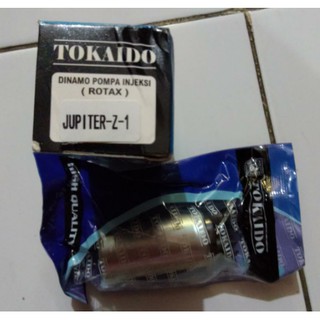 TOKAIDO
DINAMO POMPA INJEKSI
( ROTAX )
JUPITER-Z-1
HIGH QUALITY
TOKAIDO